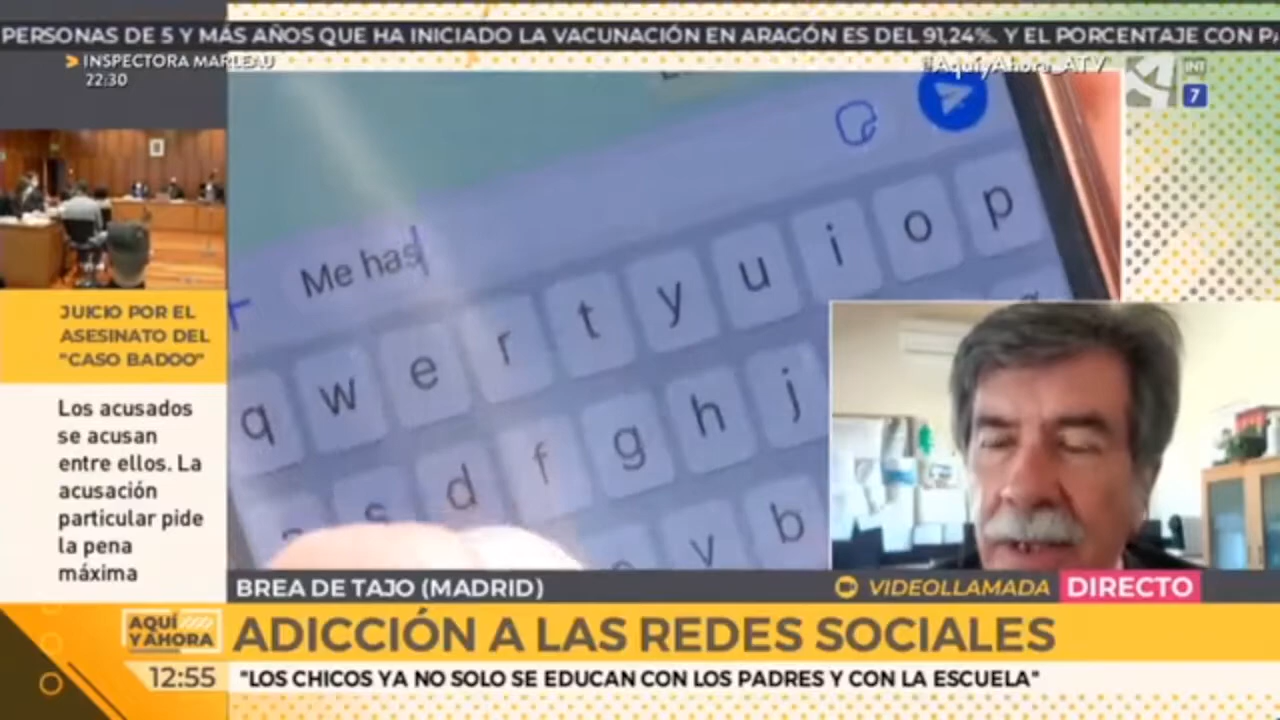 PERSONAS DE 5 Y MÁS AÑOS QUE HA INICIADO LA VACUNACIÓN EN ARAGÓN ES DEL 91,24%. Y EL PORCENTAJE CON
INSPECTORA MARLEAU
22:30
#AquíyAhora_ATV
INT
7
Me has
q w e r t y u i o p
s d f g h j
v b
JUICIO POR EL
ASESINATO DEL
"CASO BADOO"
Los acusados
se acusan
entre ellos. La
acusación
particular pide
la pena
máxima
BREA DE TAJO (MADRID)
VIDEOLLAMADA DIRECTO
AQUÍ
Y AHORA
ADICCIÓN A LAS REDES SOCIALES
12:55
"LOS CHICOS YA NO SOLO SE EDUCAN CON LOS PADRES Y CON LA ESCUELA"